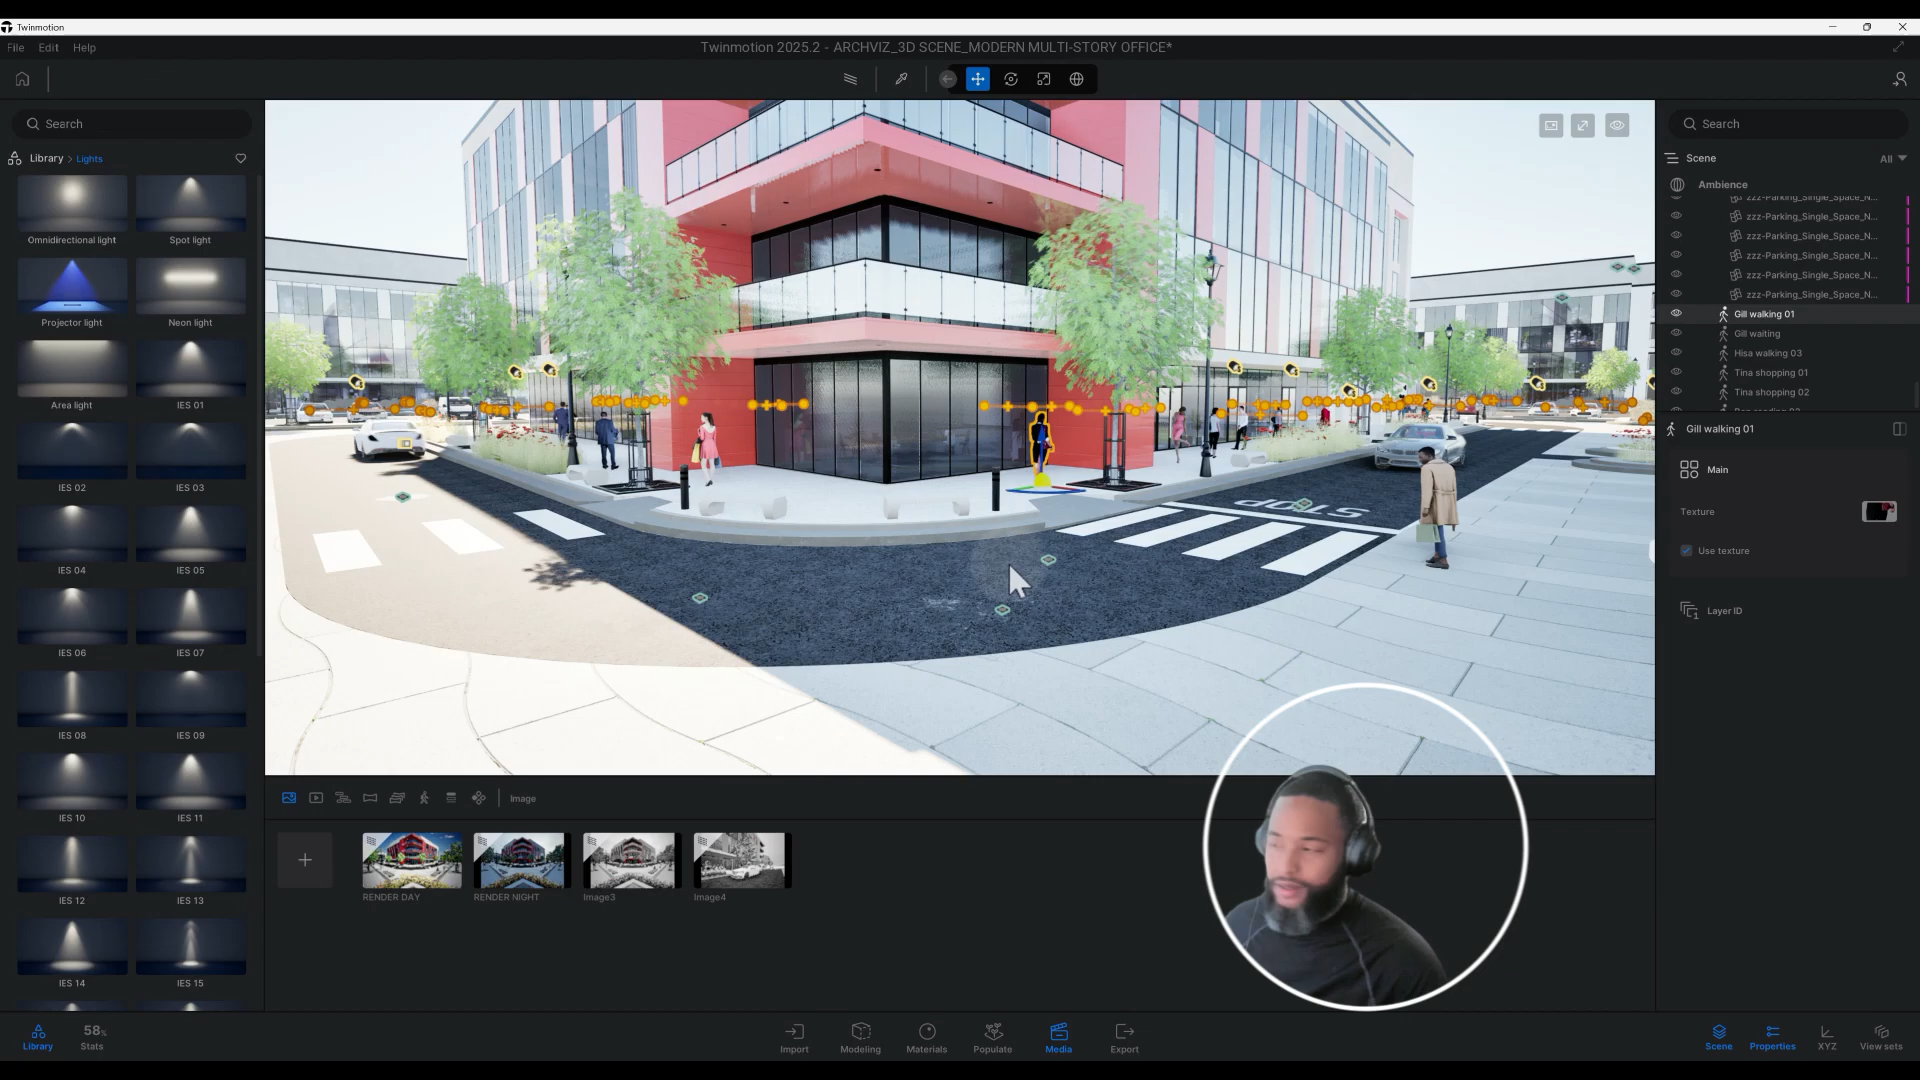 Twinmotion
File Edit Help
Twinmotion 2025.2 - ARCHVIZ_3D SCENE_MODERN MULTI-STORY OFFICE*
Search
Library > Lights
Omnidirectional light
Spot light
Projector light
Neon light
Area light
IES 01
IES 02
IES 03
IES 04
IES 05
IES 06
IES 07
IES 08
IES 09
IES 10
IES 11
IES 12
IES 13
IES 14
IES 15
STOP
Image
RENDER DAY
RENDER NIGHT
Image3
Image4
Search
Scene
All
Ambience
zzz-Parking_Single_Space_N...
zzz-Parking_Single_Space_N...
zzz-Parking_Single_Space_N...
zzz-Parking_Single_Space_N...
zzz-Parking_Single_Space_N...
zzz-Parking_Single_Space_N...
Gill walking 01
Gill waiting
Hisa walking 03
Tina shopping 01
Tina shopping 02
Gill walking 01
Main
Texture
Use texture
Layer ID
Library
58%
Stats
Import
Modeling
Materials
Populate
Media
Export
Scene
Properties
XYZ
View sets